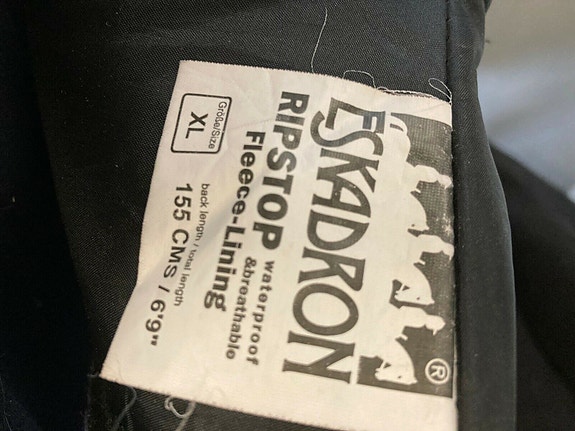 ®
ESKADRON
RIPSTOP waterproof &breathable
Fleece-Lining
Größe/Size
XL
back length / total length
155 CMS / 6'9"